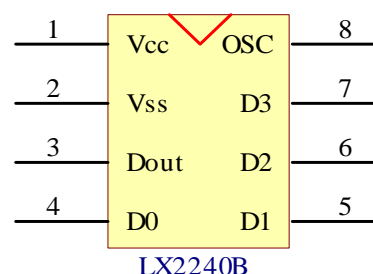 1 Vcc OSC 8
2 Vss D3 7
3 Dout D2 6
4 D0 D1 5
LX2240B